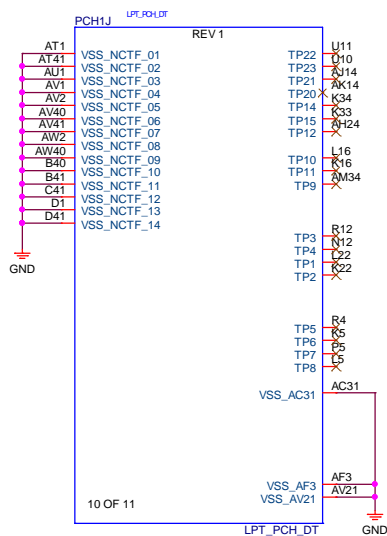 PCH1J LPT_PCH_DT
REV 1
AT1 VSS_NCTF_01
AT41 VSS_NCTF_02
AU1 VSS_NCTF_03
AV1 VSS_NCTF_04
AV2 VSS_NCTF_05
AV40 VSS_NCTF_06
AV41 VSS_NCTF_07
AW2 VSS_NCTF_08
AW40 VSS_NCTF_09
B40 VSS_NCTF_10
B41 VSS_NCTF_11
C41 VSS_NCTF_12
D1 VSS_NCTF_13
D41 VSS_NCTF_14
GND
TP22 U11
TP23 U10
TP21 AJ14
TP20 AK14
TP14 K34
TP15 K33
TP12 AH24
TP10 L16
TP11 K16
TP9 AM34
TP3 R12
TP4 N12
TP1 L22
TP2 K22
TP5 R4
TP6 K5
TP7 P5
TP8 L5
VSS_AC31 AC31
VSS_AF3 AF3
VSS_AV21 AV21
10 OF 11
LPT_PCH_DT
GND